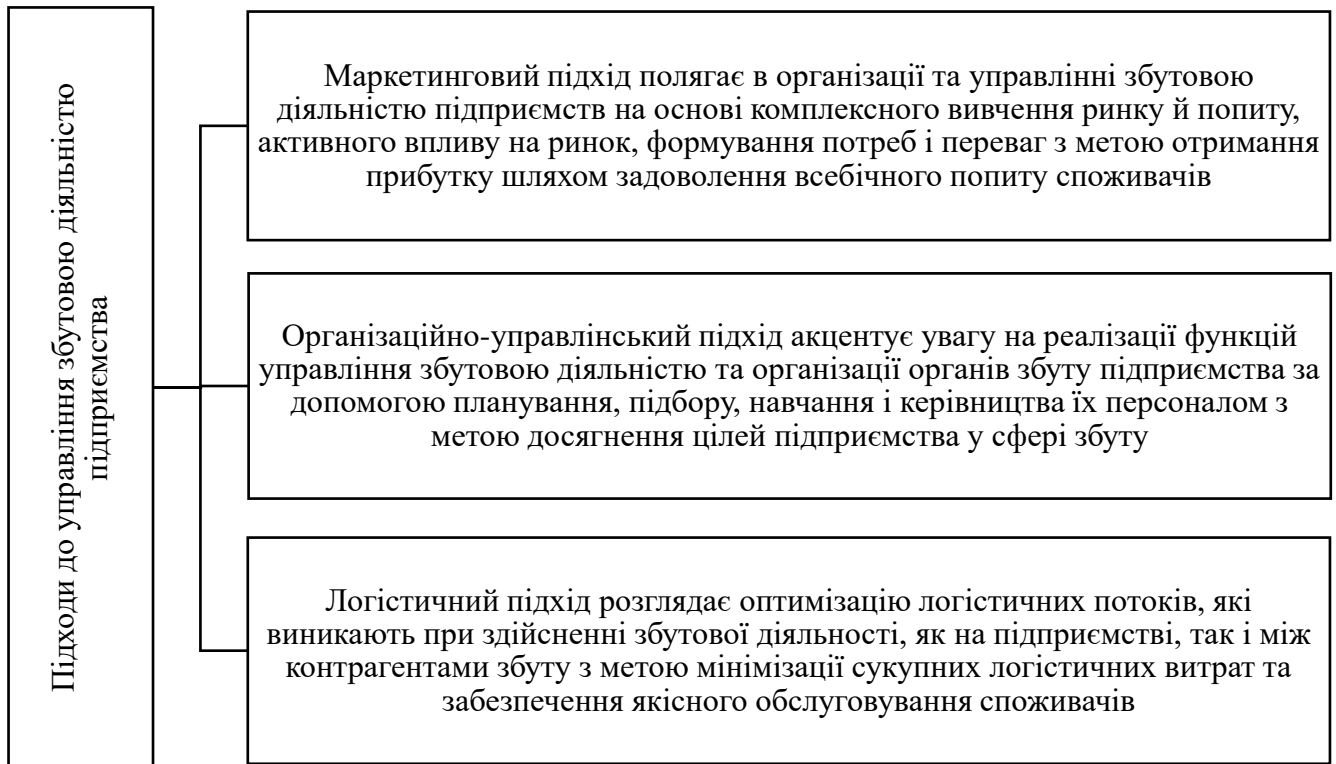 Підходи до управління збутовою діяльністю
підприємства
Маркетинговий підхід полягає в організації та управлінні збутовою
діяльністю підприємств на основі комплексного вивчення ринку й попиту,
активного впливу на ринок, формування потреб і переваг з метою отримання
прибутку шляхом задоволення всебічного попиту споживачів
Організаційно-управлінський підхід акцентує увагу на реалізації функцій
управління збутовою діяльністю та організації органів збуту підприємства за
допомогою планування, підбору, навчання і керівництва їх персоналом з
метою досягнення цілей підприємства у сфері збуту
Логістичний підхід розглядає оптимізацію логістичних потоків, які
виникають при здійсненні збутової діяльності, як на підприємстві, так і між
контрагентами збуту з метою мінімізації сукупних логістичних витрат та
забезпечення якісного обслуговування споживачів